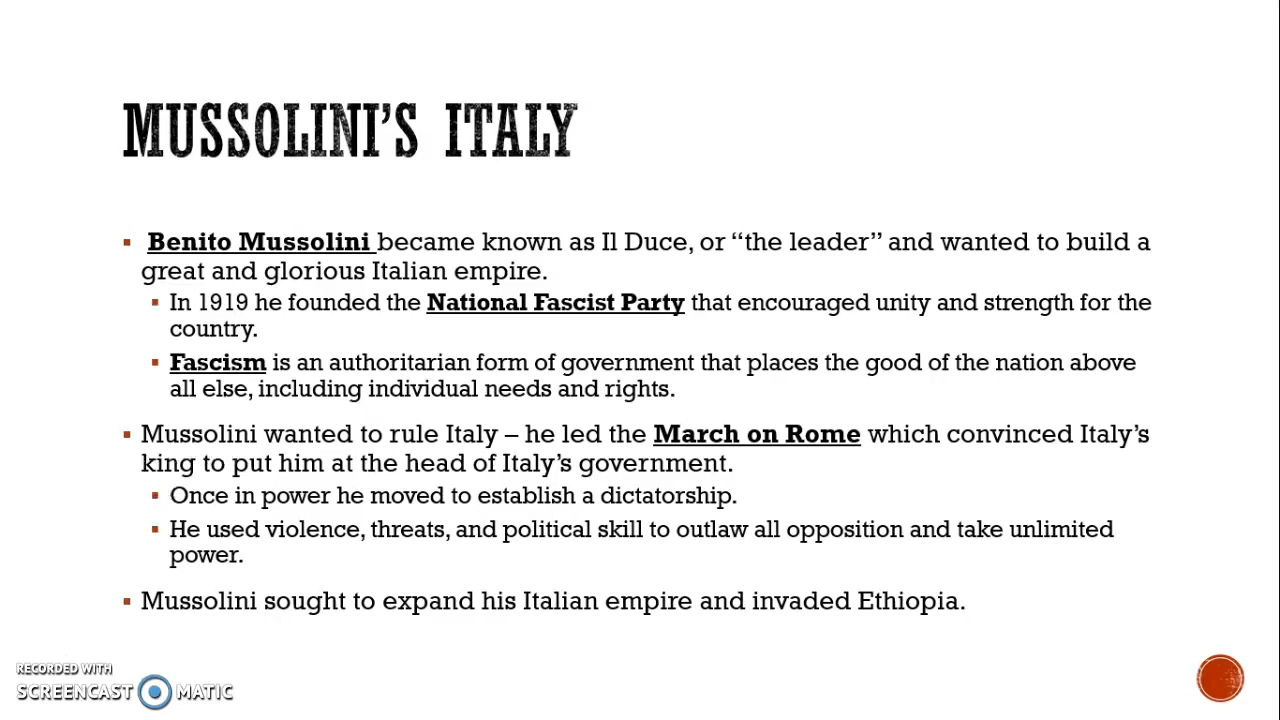 MUSSOLINI’S ITALY
▪ Benito Mussolini became known as Il Duce, or “the leader” and wanted to build a
great and glorious Italian empire.
▪ In 1919 he founded the National Fascist Party that encouraged unity and strength for the
country.
▪ Fascism is an authoritarian form of government that places the good of the nation above
all else, including individual needs and rights.
▪ Mussolini wanted to rule Italy – he led the March on Rome which convinced Italy’s
king to put him at the head of Italy’s government.
▪ Once in power he moved to establish a dictatorship.
▪ He used violence, threats, and political skill to outlaw all opposition and take unlimited
power.
▪ Mussolini sought to expand his Italian empire and invaded Ethiopia.
RECORDED WITH
SCREENCAST MATIC